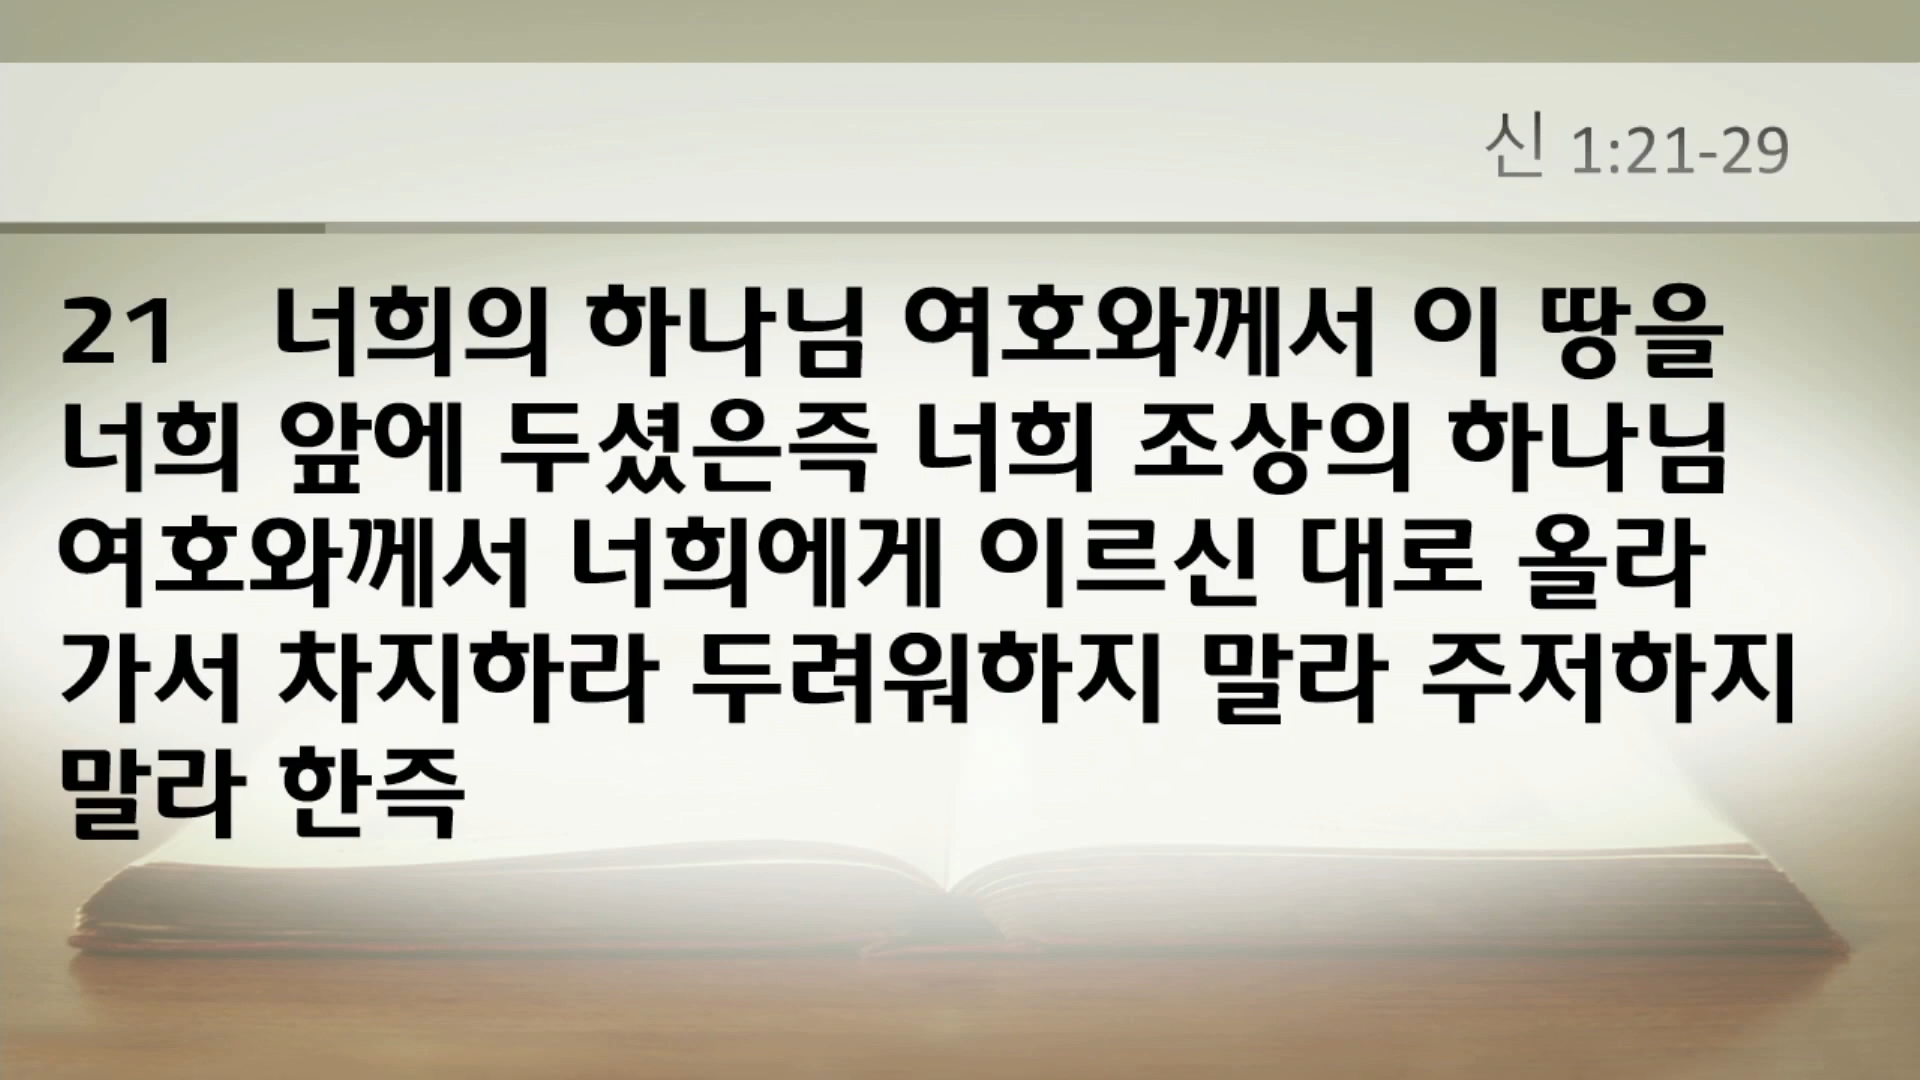 신 1:21-29
21 너희의 하나님 여호와께서 이 땅을
너희 앞에 두셨은즉 너희 조상의 하나님
여호와께서 너희에게 이르신 대로 올라
가서 차지하라 두려워하지 말라 주저하지
말라 한즉